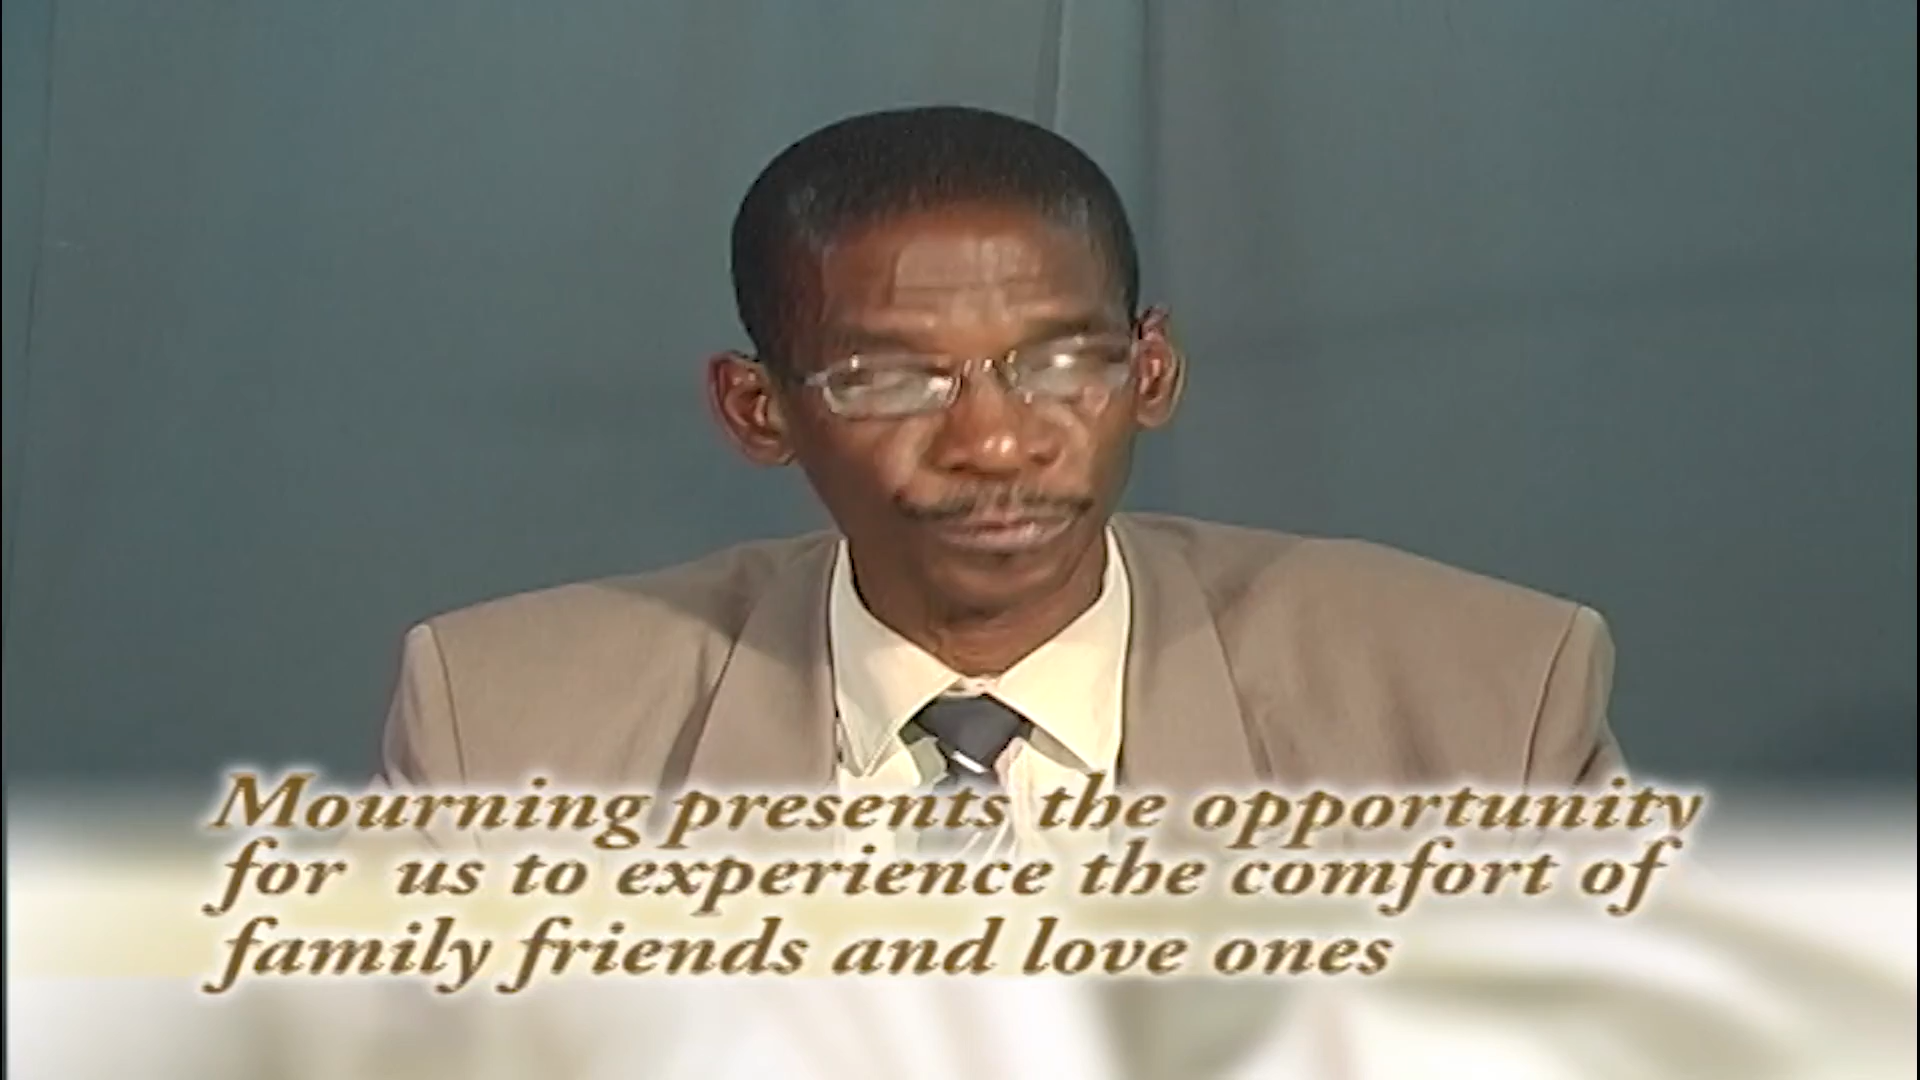 Mourning presents the opportunity
for us to experience the comfort of
family friends and love ones